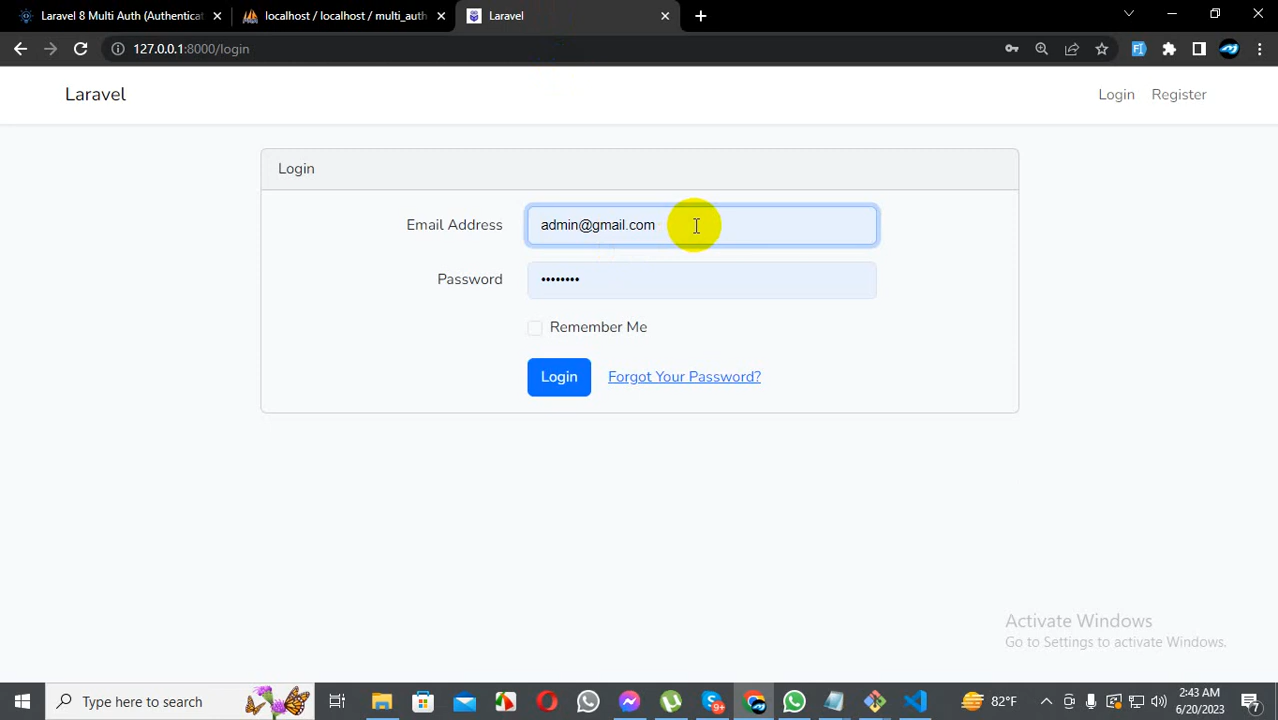 Laravel 8 Multi Auth (Authenticat
localhost / localhost / multi_auth
Laravel
127.0.0.1:8000/login
Laravel
Login
Register
Login
Email Address
admin@gmail.com
Password
••••••••
Remember Me
Login
Forgot Your Password?
Activate Windows
Go to Settings to activate Windows.
Type here to search
9+
82°F
2:43 AM
6/20/2023
7